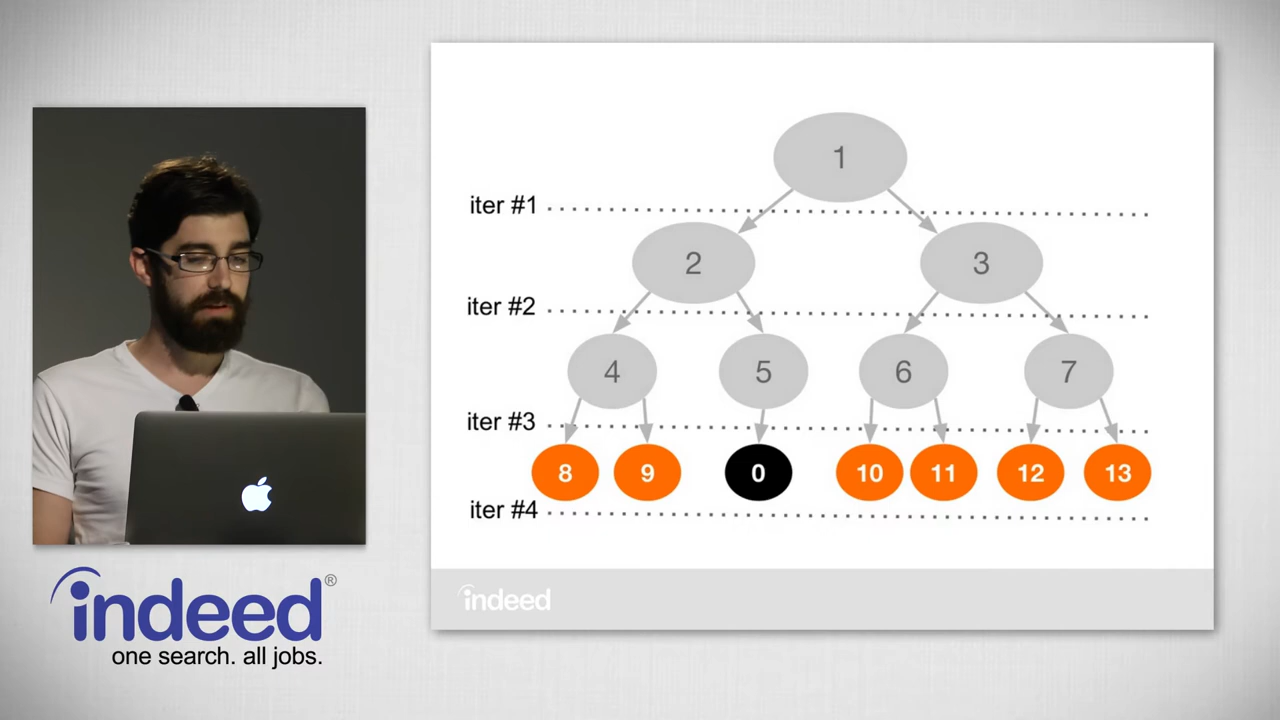 1
iter #1
2 3
iter #2
4 5 6 7
iter #3
8 9 0 10 11 12 13
iter #4
indeed
indeed®
one search. all jobs.